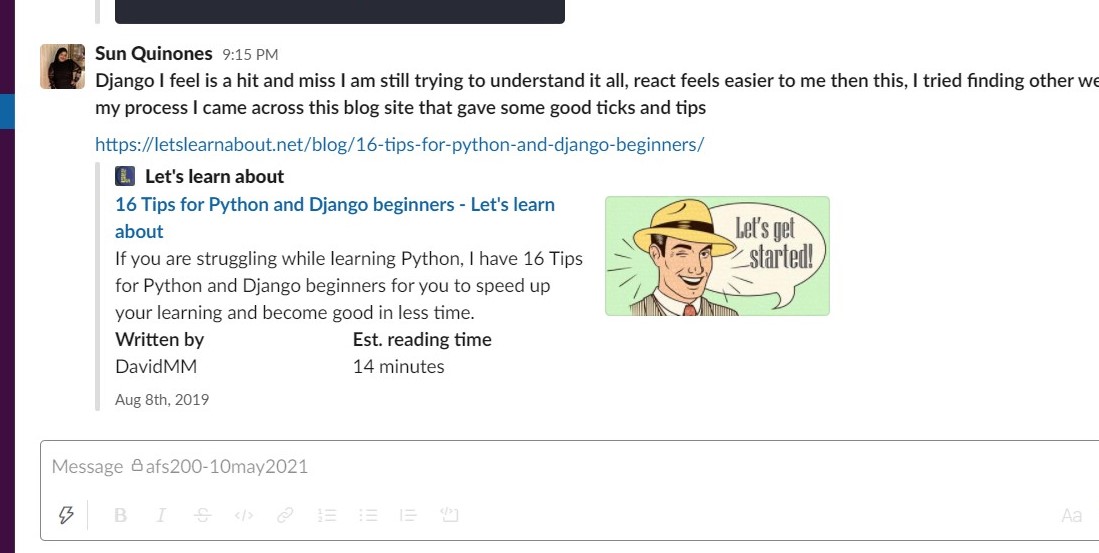 Sun Quinones 9:15 PM
Django I feel is a hit and miss I am still trying to understand it all, react feels easier to me then this, I tried finding other
my process I came across this blog site that gave some good ticks and tips
https://letslearnabout.net/blog/16-tips-for-python-and-django-beginners/
Let's learn about
16 Tips for Python and Django beginners - Let's learn
about
If you are struggling while learning Python, I have 16 Tips
for Python and Django beginners for you to speed up
your learning and become good in less time.
Let's get
started!
Written by Est. reading time
DavidMM 14 minutes
Aug 8th, 2019
Message afs200-10may2021
B I S </>
Aa